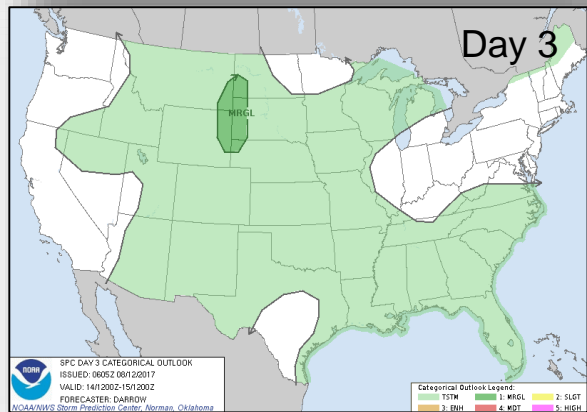 Day 3
MRGL
NOAA
SPC DAY 3 CATEGORICAL OUTLOOK
ISSUED: 0605Z 08/12/2017
VALID: 14/1200Z-15/1200Z
FORECASTER: DARROW
NOAA/NWS Storm Prediction Center, Norman, Oklahoma
Categorical Outlook Legend:
TSTM 1: MRGL 2: SLGT
3: ENH 4: MDT 5: HIGH